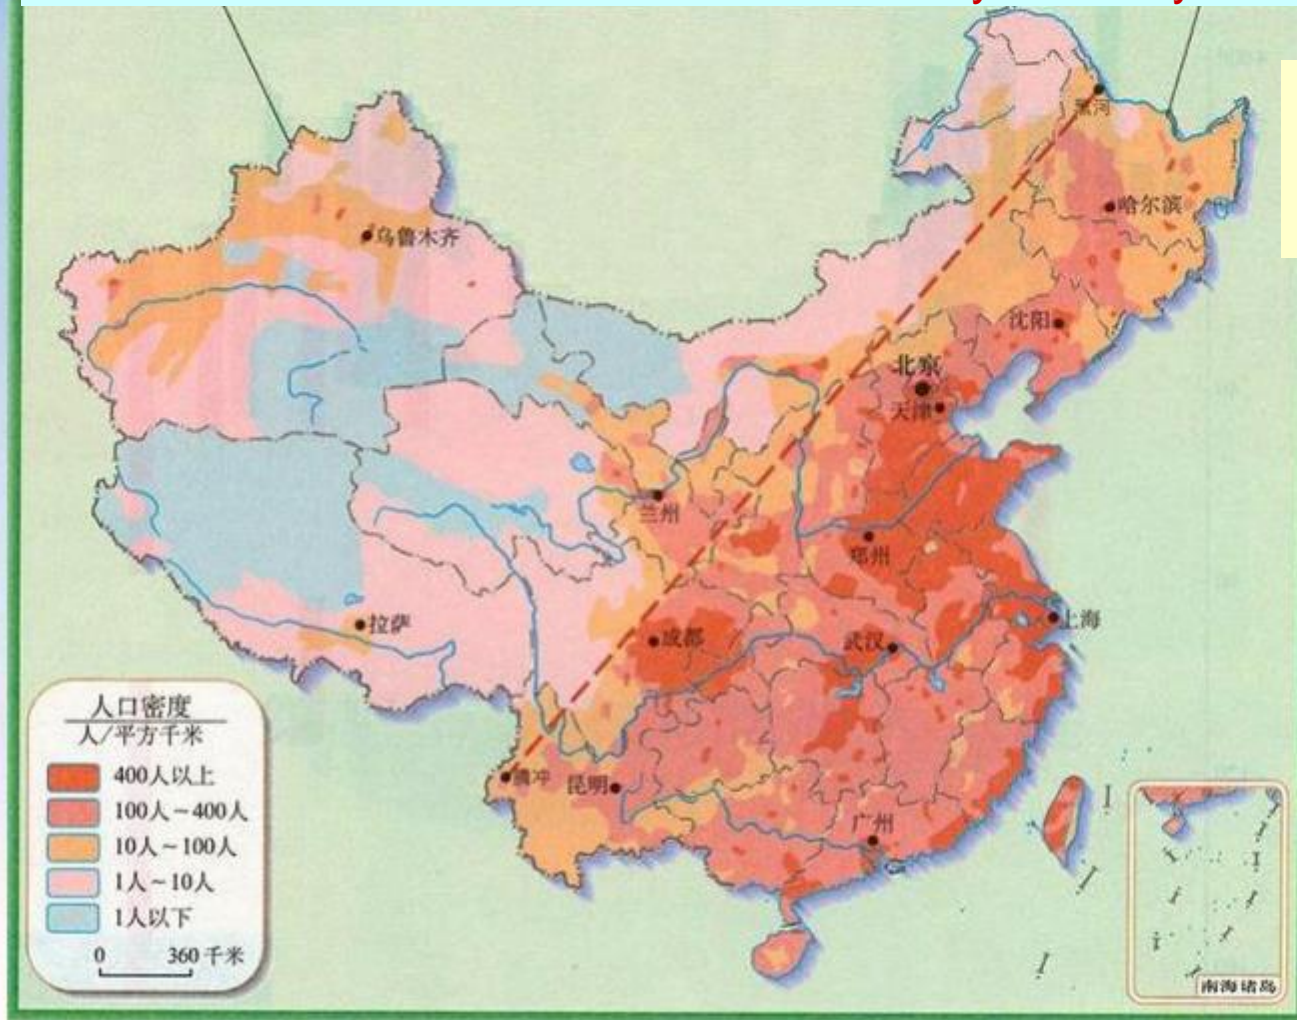 黑河
哈尔滨
乌鲁木齐
沈阳
北京
天津
兰州
郑州
拉萨
成都
武汉
上海
腾冲
昆明
广州
人口密度
人/平方千米
400人以上
100人~400人
10人~100人
1人~10人
1人以下
0 360 千米
南海诸岛